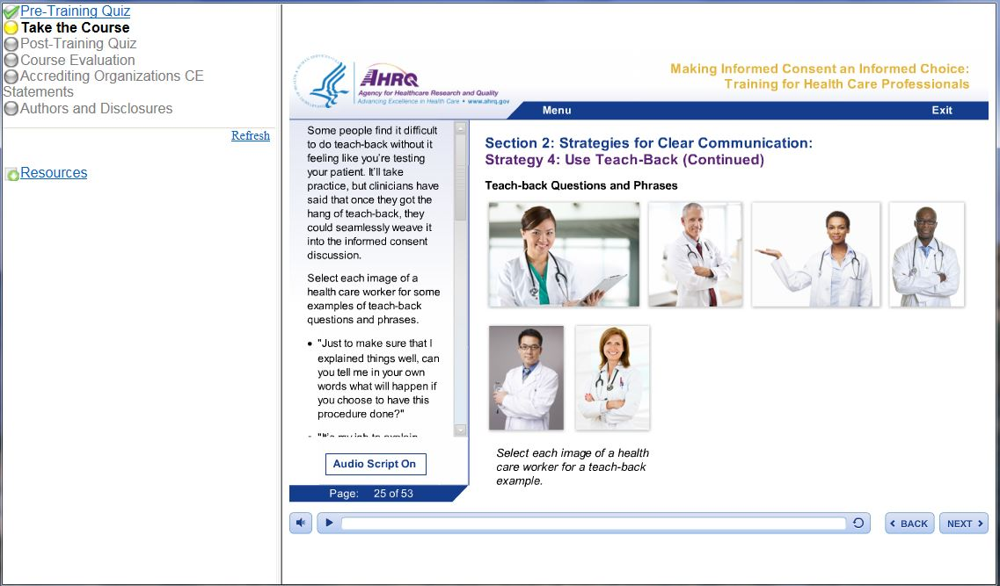 Pre-Training Quiz
Take the Course
Post-Training Quiz
Course Evaluation
Accrediting Organizations CE
Statements
Authors and Disclosures
Refresh
Resources
AHRQ
Agency for Healthcare Research and Quality
Advancing Excellence in Health Care • www.ahrq.gov
Making Informed Consent an Informed Choice:
Training for Health Care Professionals
Menu
Exit
Some people find it difficult
to do teach-back without it
feeling like you're testing
your patient. It'll take
practice, but clinicians have
said that once they got the
hang of teach-back, they
could seamlessly weave it
into the informed consent
discussion.
Select each image of a
health care worker for some
examples of teach-back
questions and phrases.
• "Just to make sure that I
explained things well, can
you tell me in your own
words what will happen if
you choose to have this
procedure done?"
• "It's my job to explain
Audio Script On
Page: 25 of 53
Section 2: Strategies for Clear Communication:
Strategy 4: Use Teach-Back (Continued)
Teach-back Questions and Phrases
Select each image of a health
care worker for a teach-back
example.
BACK
NEXT